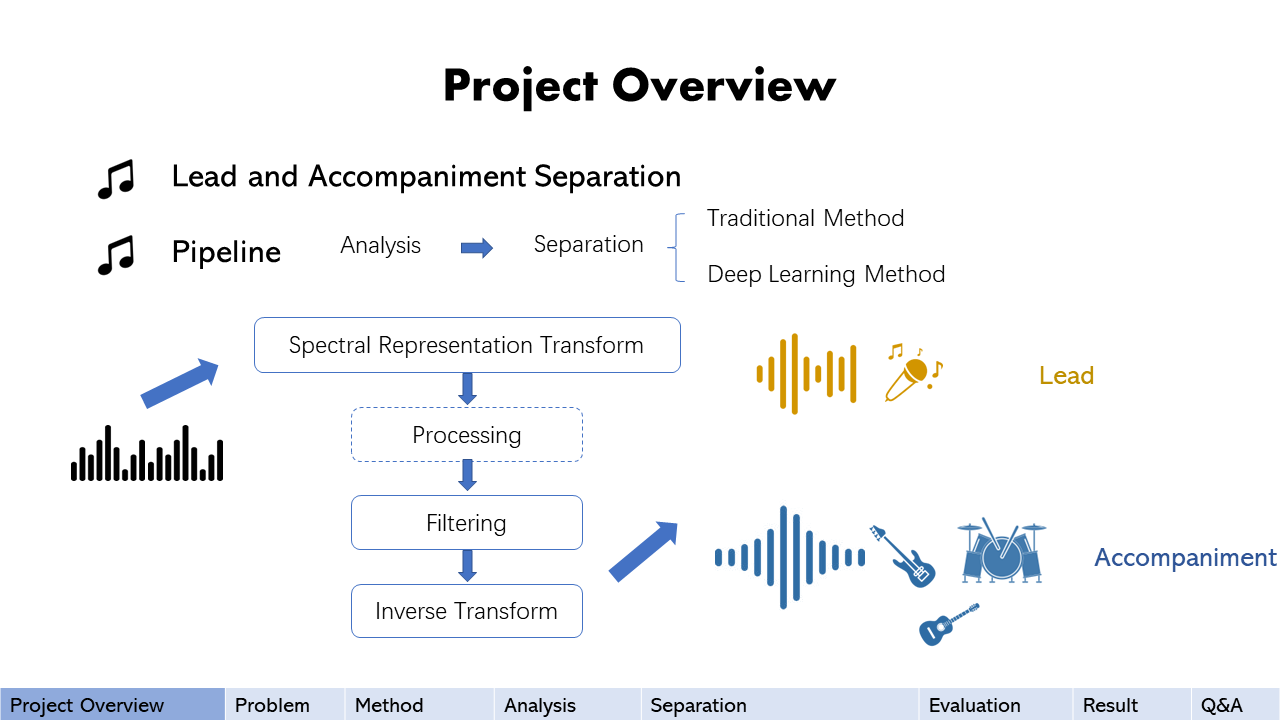 Project Overview
Lead and Accompaniment Separation
Pipeline
Analysis
Separation
Traditional Method
Deep Learning Method
Spectral Representation Transform
Processing
Filtering
Inverse Transform
Lead
Accompaniment
Project Overview
Problem
Method
Analysis
Separation
Evaluation
Result
Q&A